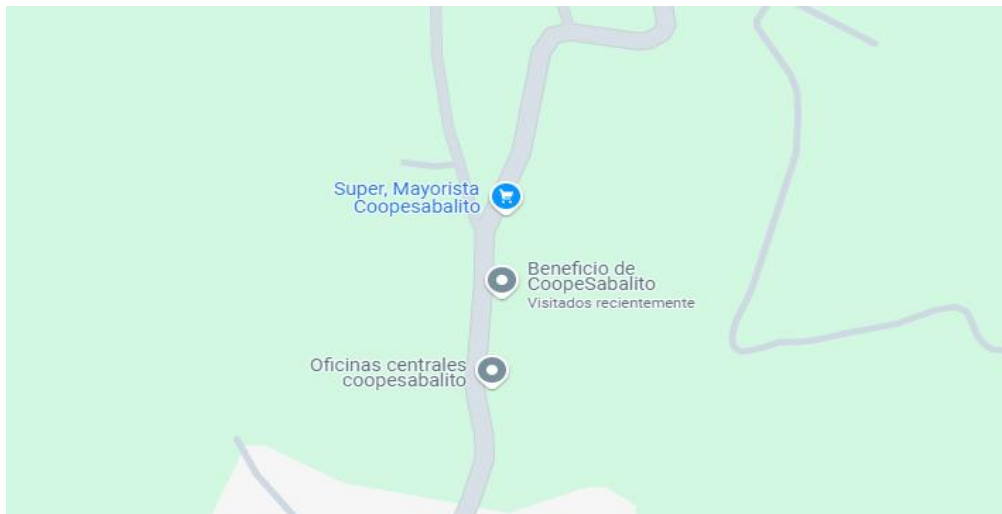 Super, Mayorista
Coopesabalito
Beneficio de
CoopeSabalito
Visitados recientemente
Oficinas centrales
coopesabalito